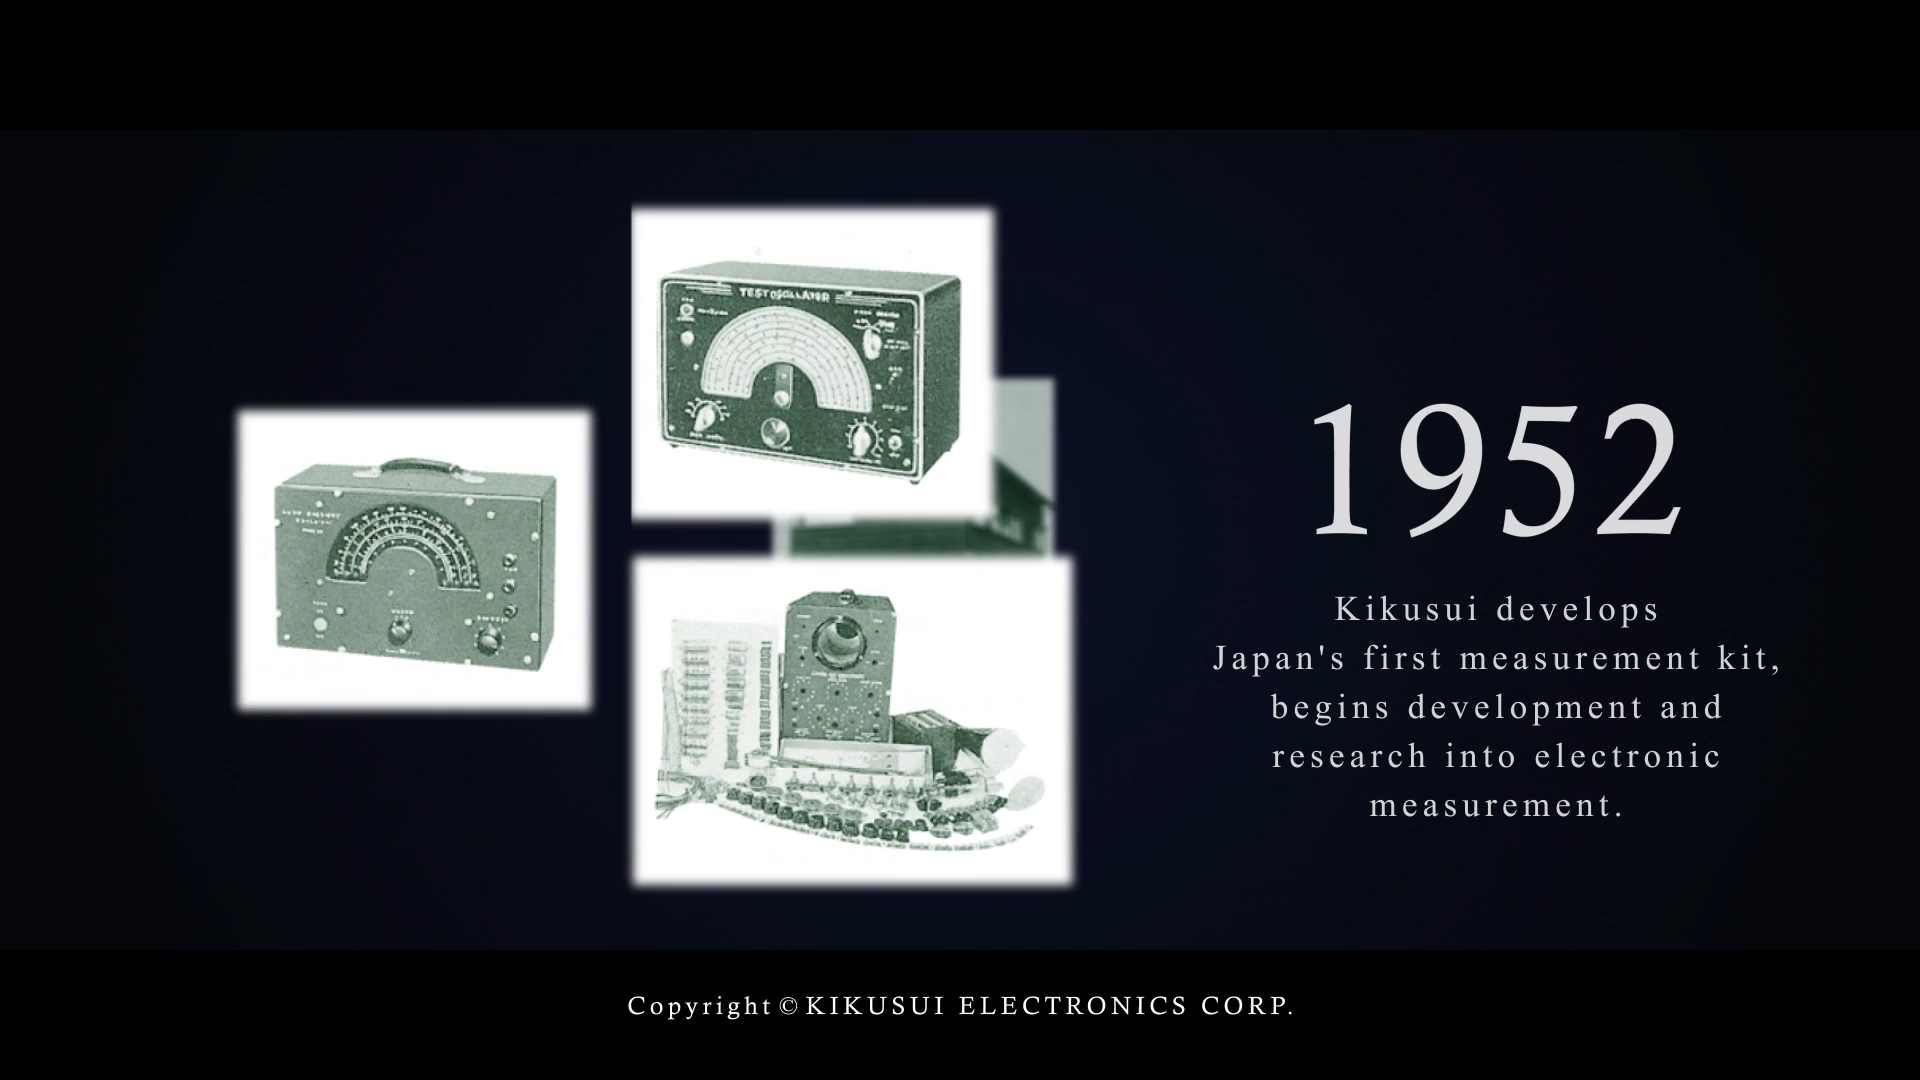 TEST OSCILLATOR
1952
Kikusui develops
Japan's first measurement kit,
begins development and
research into electronic
measurement.
Copyright © KIKUSUI ELECTRONICS CORP.